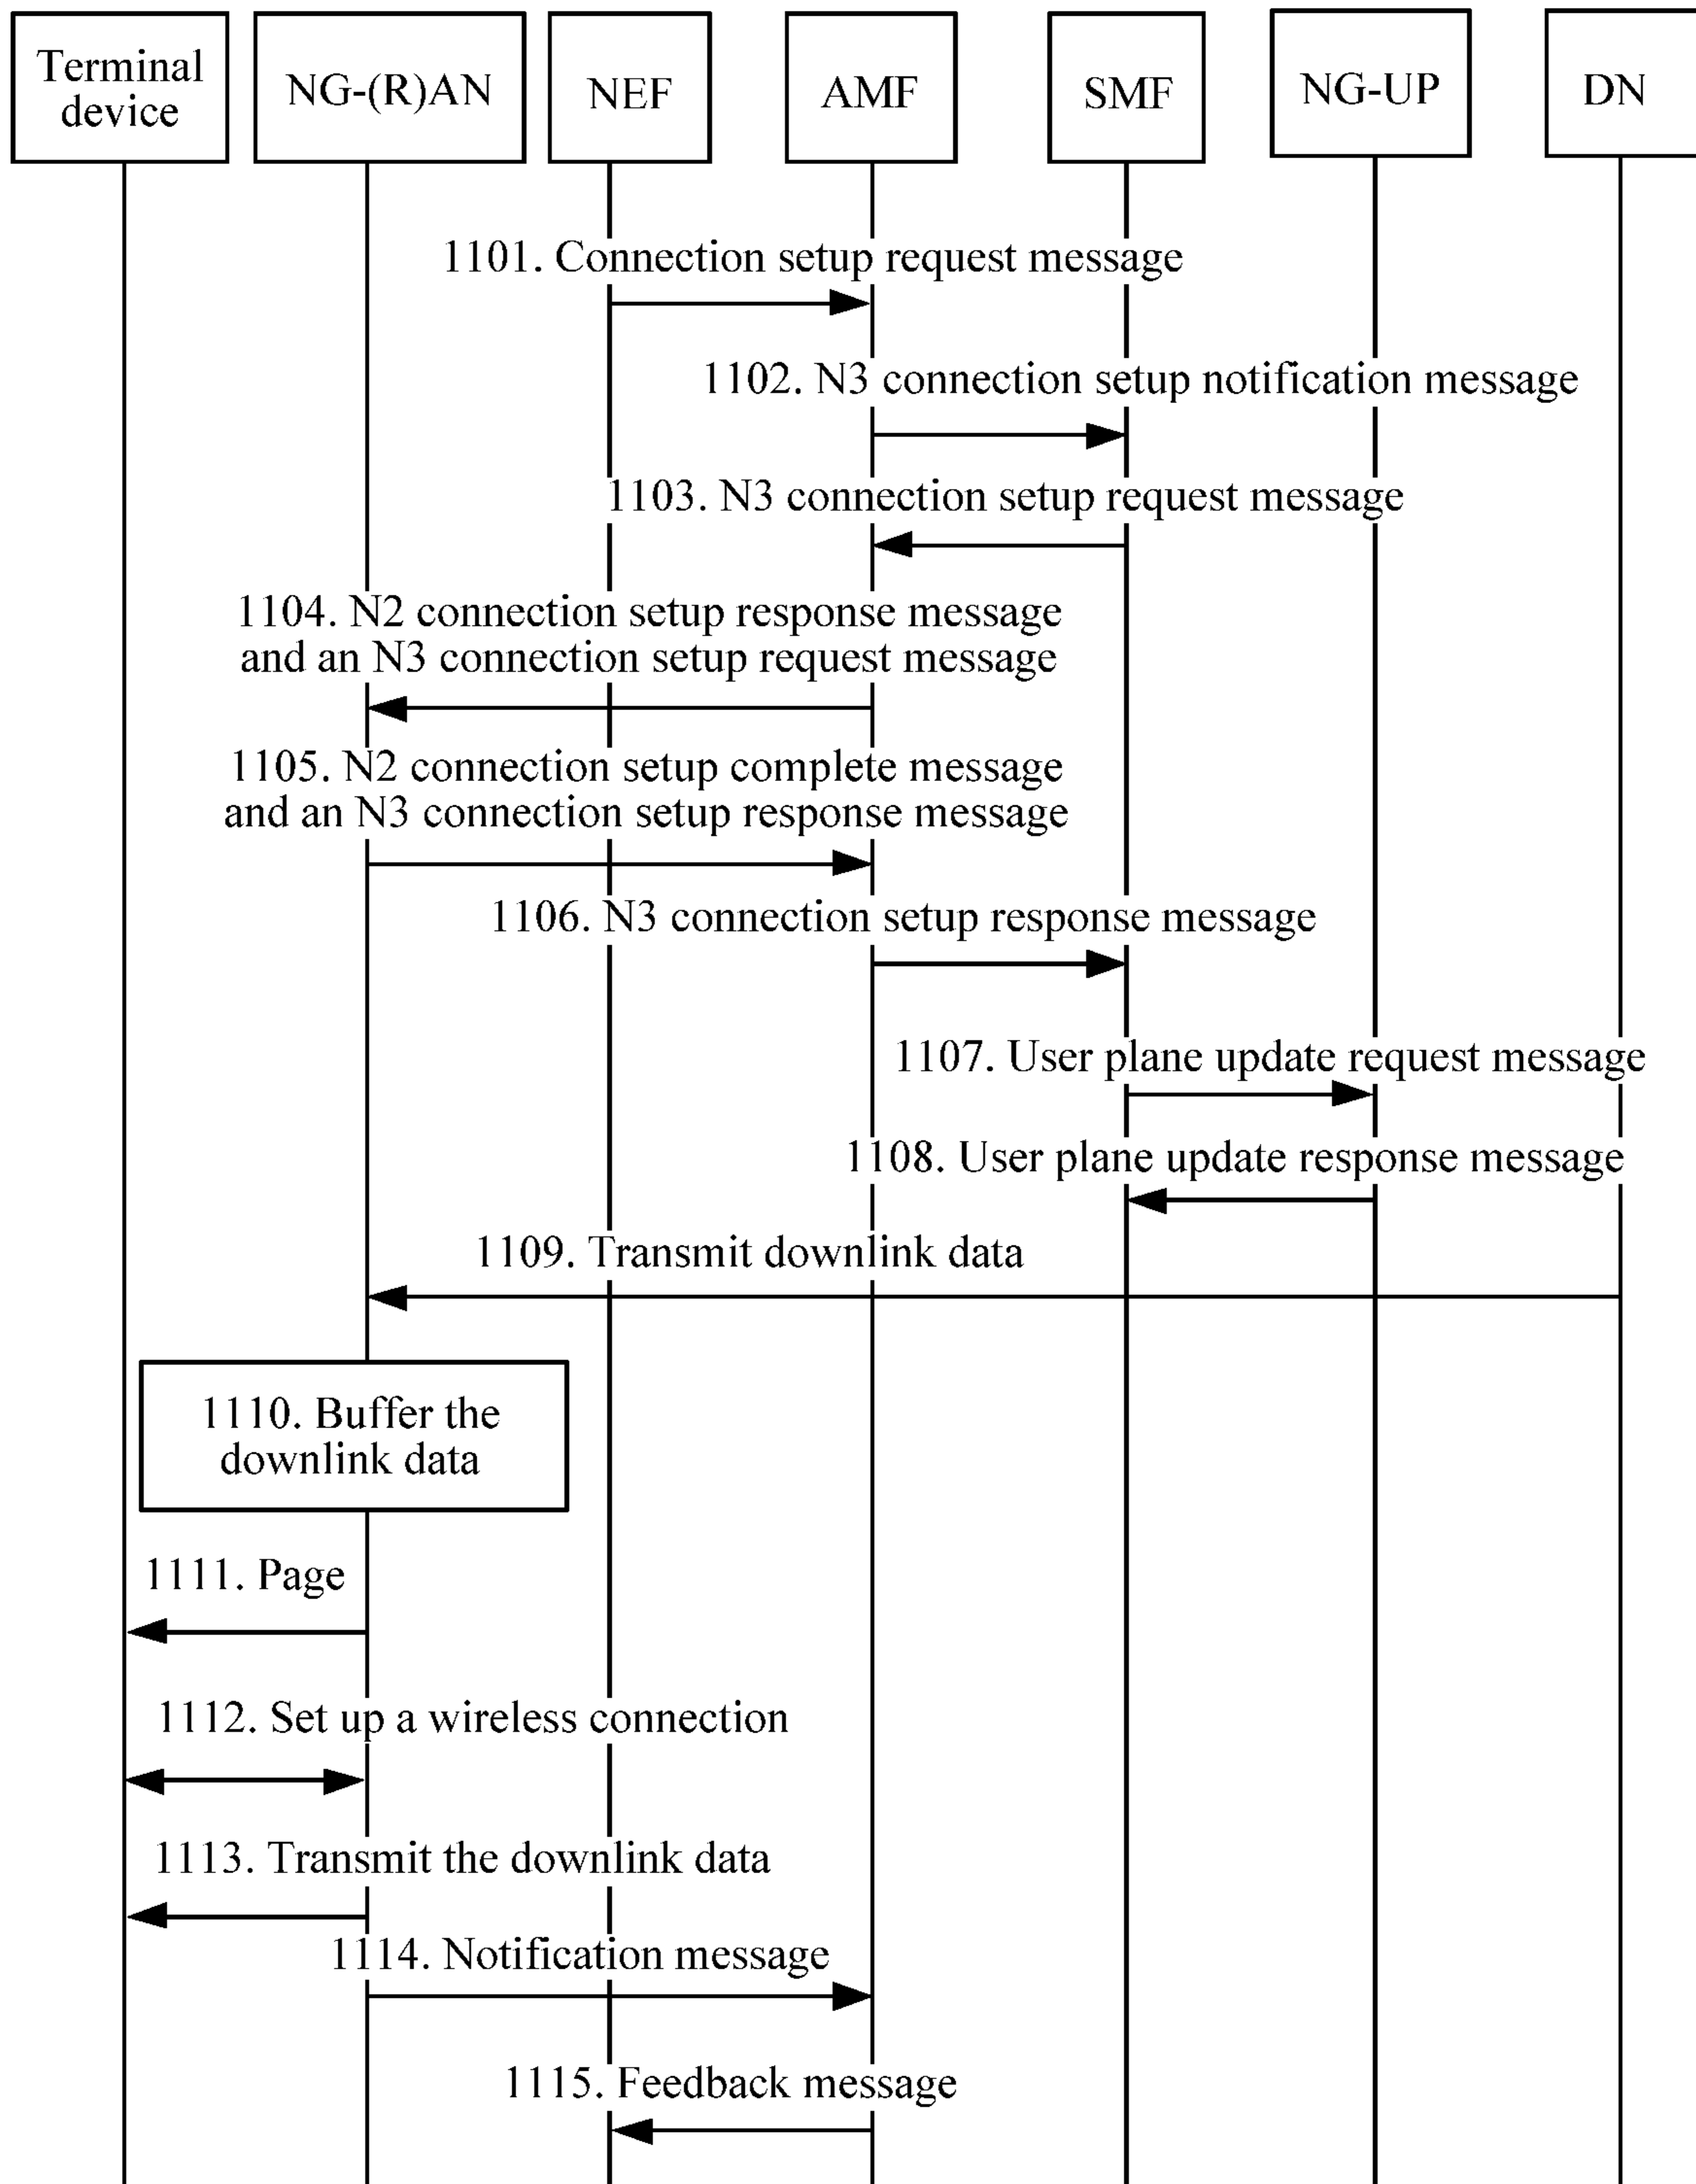 Terminal
device
NG-(R)AN
NEF
AMF
SMF
NG-UP
DN
1101. Connection setup request message
1102. N3 connection setup notification message
1103. N3 connection setup request message
1104. N2 connection setup response message
and an N3 connection setup request message
1105. N2 connection setup complete message
and an N3 connection setup response message
1106. N3 connection setup response message
1107. User plane update request message
1108. User plane update response message
1109. Transmit downlink data
1110. Buffer the
downlink data
1111. Page
1112. Set up a wireless connection
1113. Transmit the downlink data
1114. Notification message
1115. Feedback message